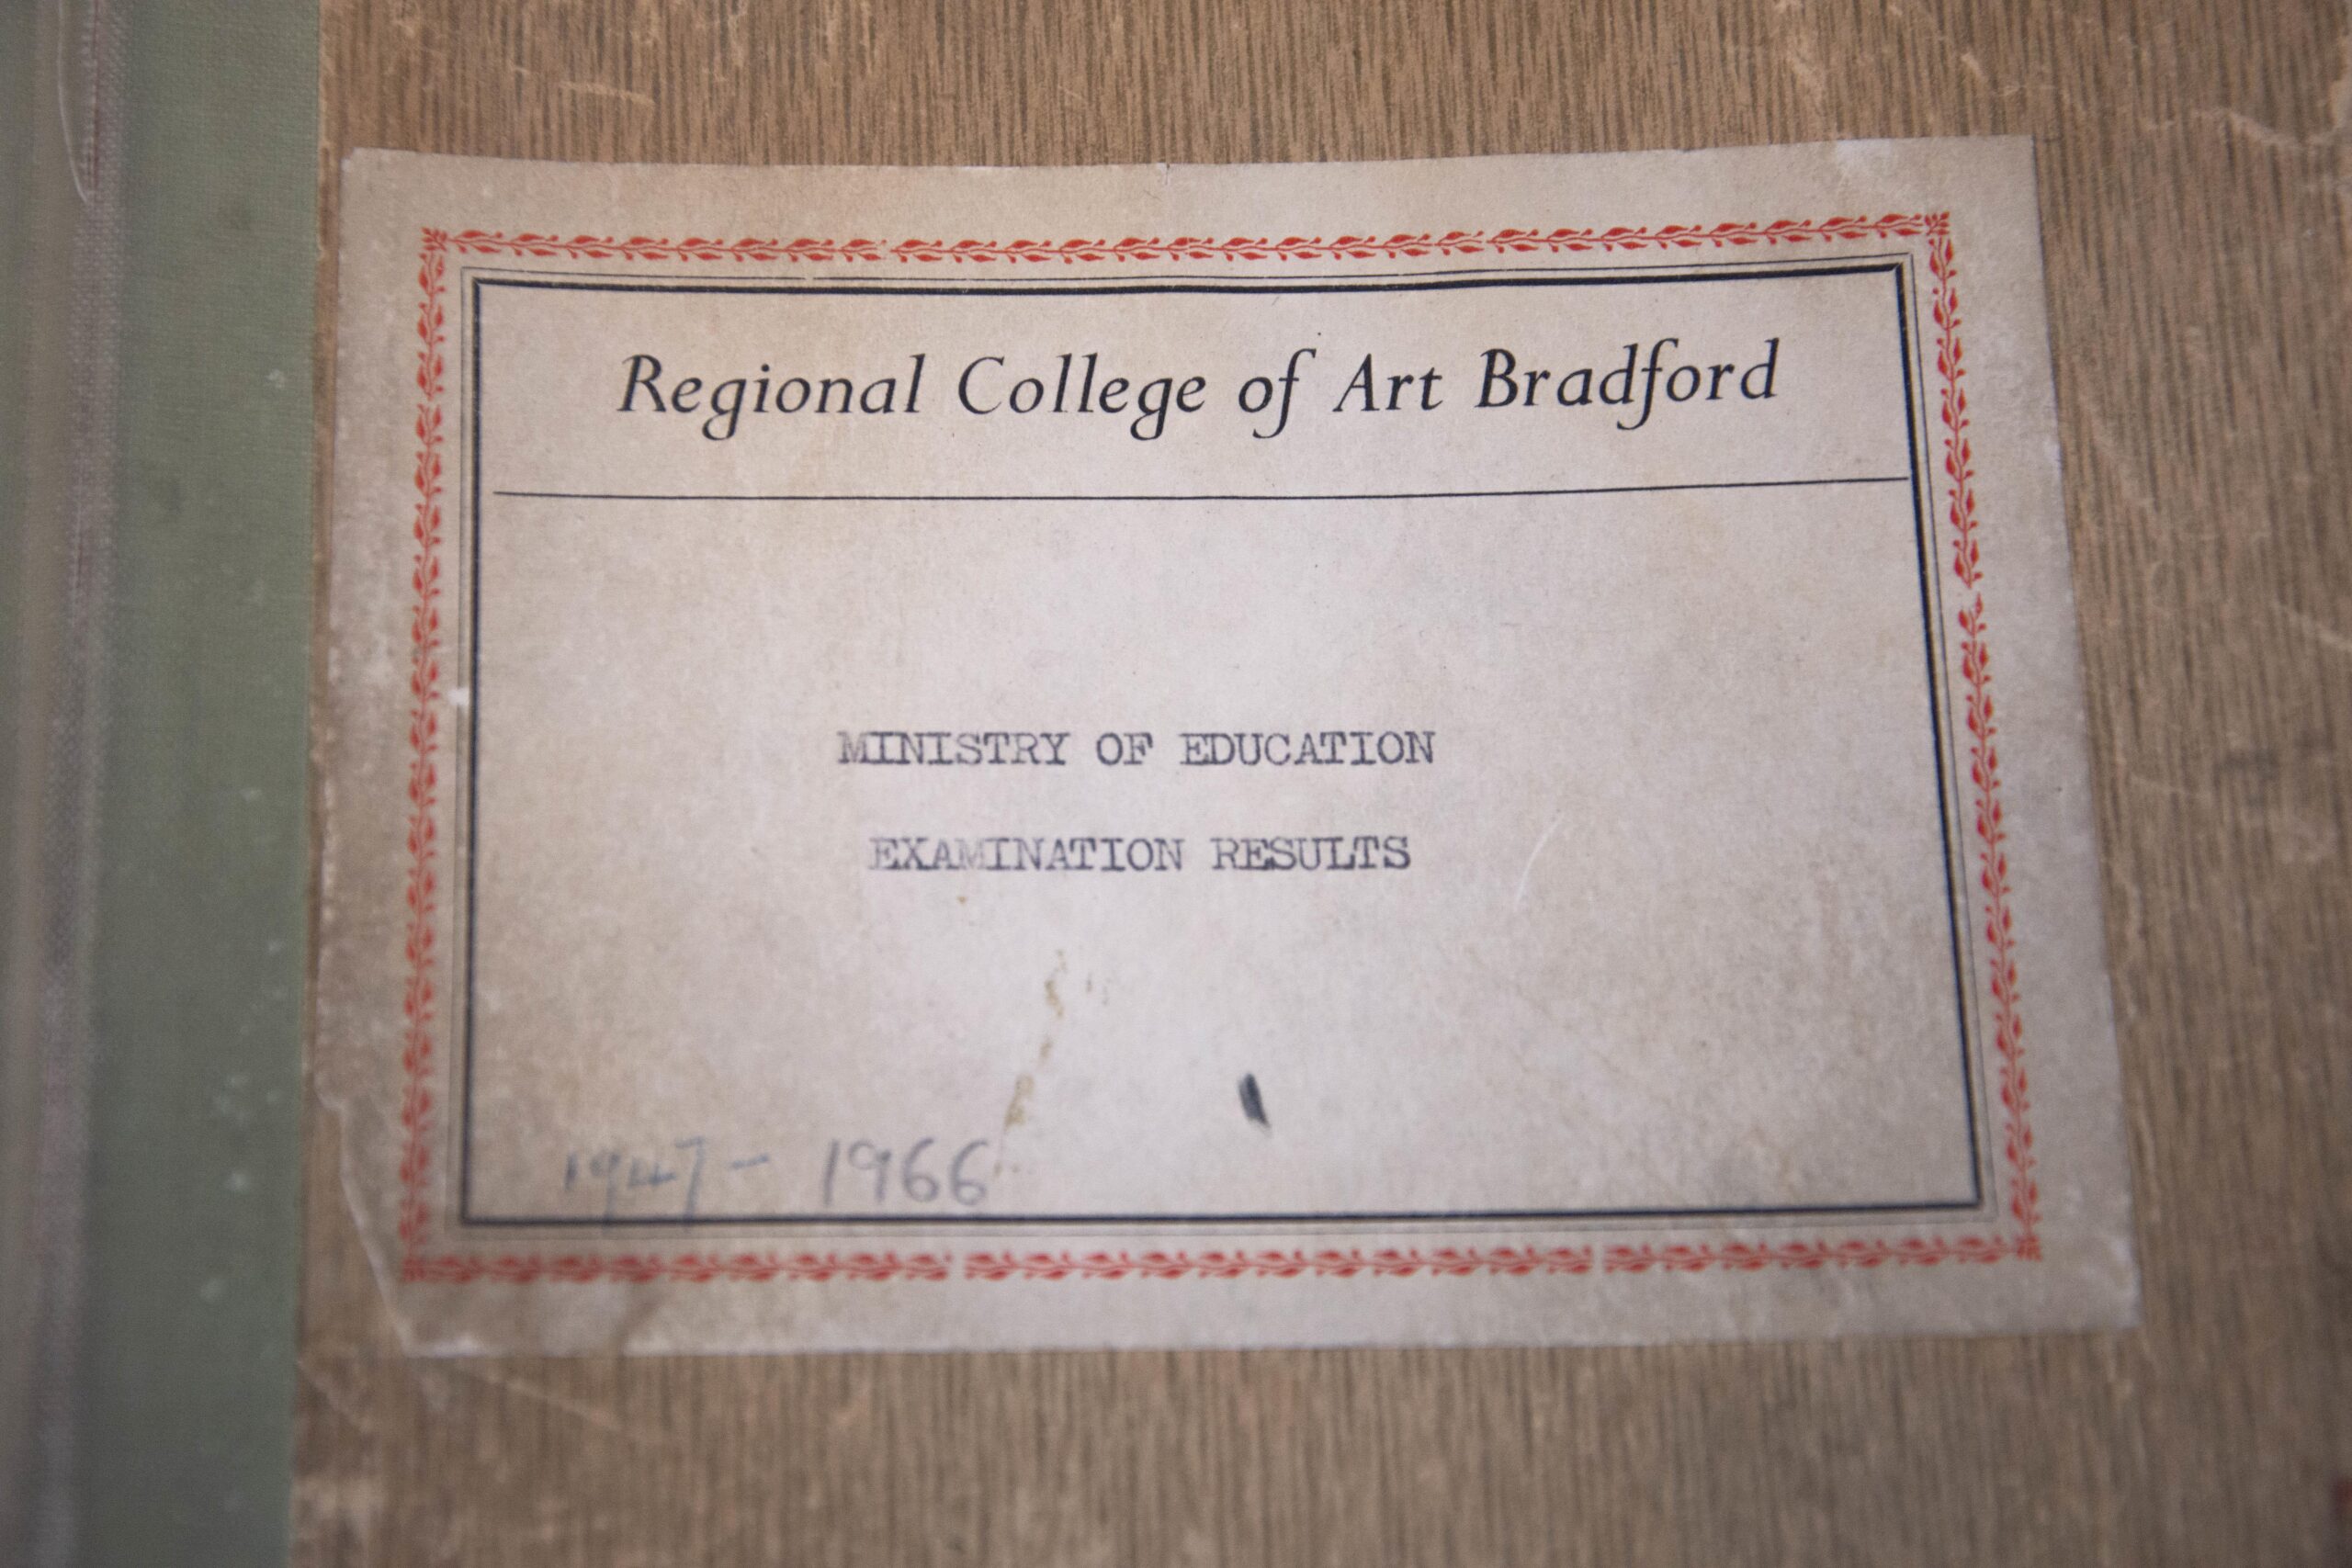 Regional College of Art Bradford
MINISTRY OF EDUCATION
EXAMINATION RESULTS
1947- 1966